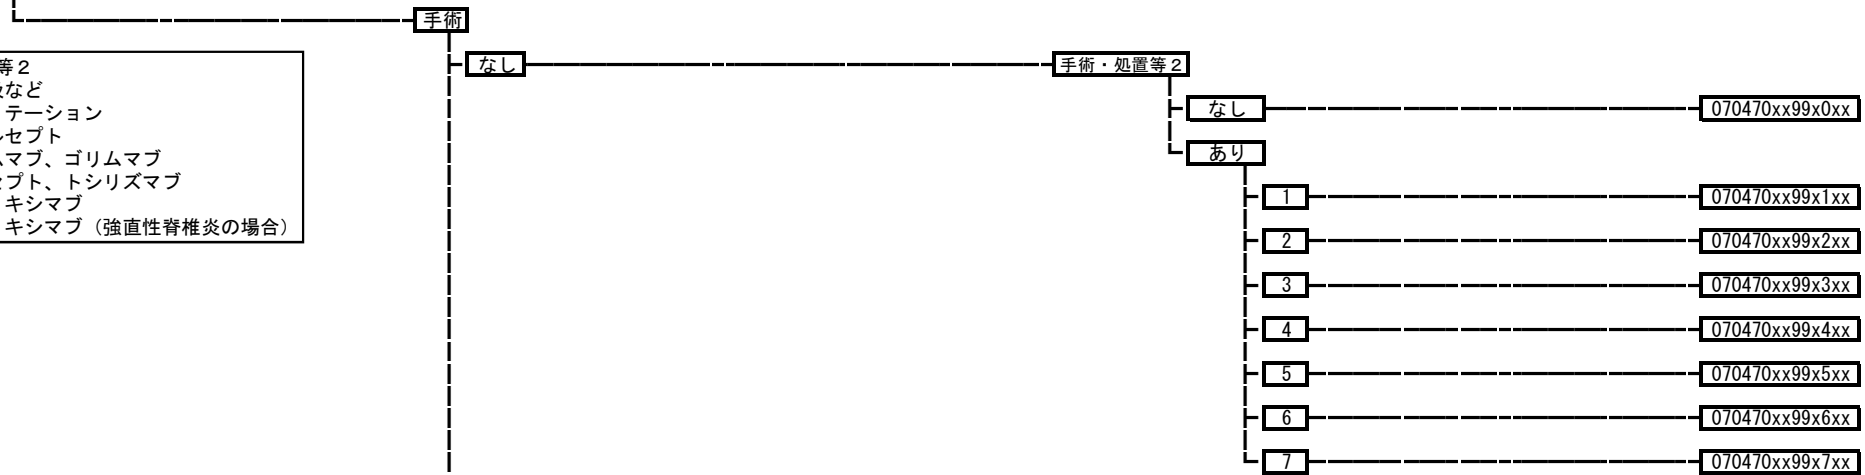 手術
等２
など
テーション
セプト
マブ、ゴリムマブ
プト、トシリズマブ
キシマブ
キシマブ（強直性脊椎炎の場合）
なし
手術・処置等２
なし
070470xx99x0xx
あり
1
070470xx99x1xx
2
070470xx99x2xx
3
070470xx99x3xx
4
070470xx99x4xx
5
070470xx99x5xx
6
070470xx99x6xx
7
070470xx99x7xx